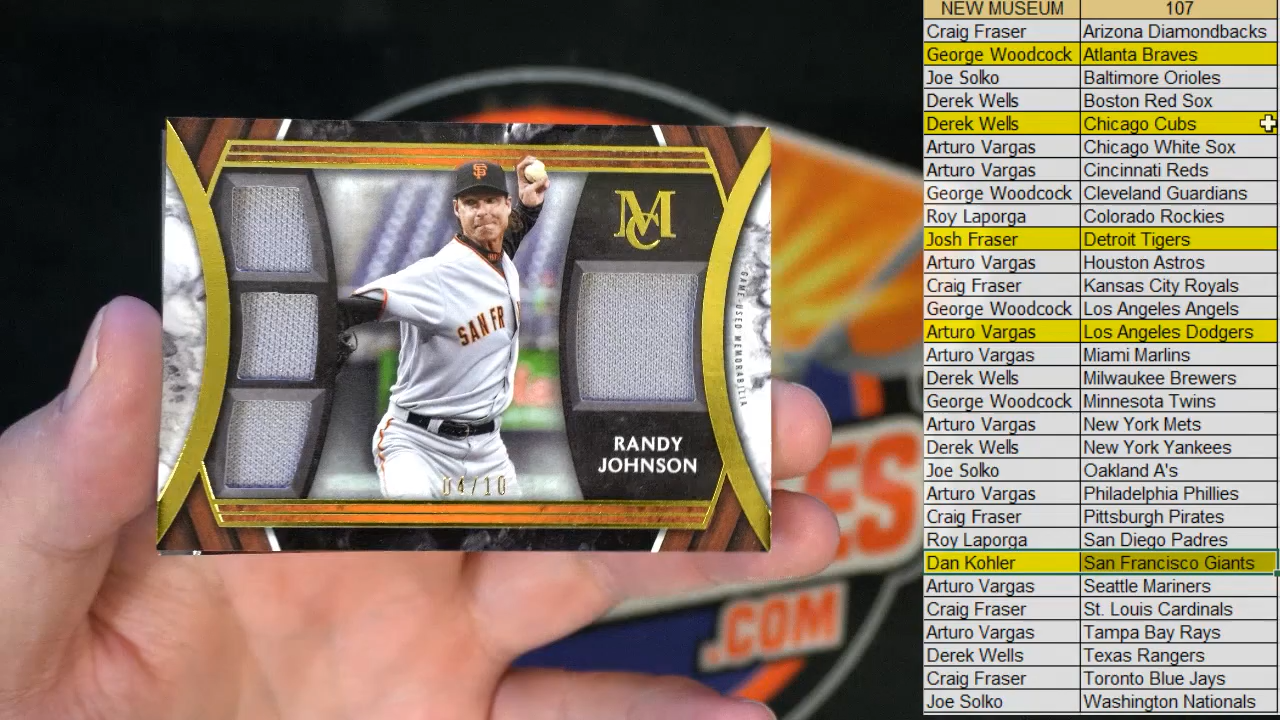 MC
SF
SAN FR
GAME-USED MEMORABILIA
RANDY
JOHNSON
04/10
ES
.COM
NEW MUSEUM 107
Craig Fraser Arizona Diamondbacks
George Woodcock Atlanta Braves
Joe Solko Baltimore Orioles
Derek Wells Boston Red Sox
Derek Wells Chicago Cubs
Arturo Vargas Chicago White Sox
Arturo Vargas Cincinnati Reds
George Woodcock Cleveland Guardians
Roy Laporga Colorado Rockies
Josh Fraser Detroit Tigers
Arturo Vargas Houston Astros
Craig Fraser Kansas City Royals
George Woodcock Los Angeles Angels
Arturo Vargas Los Angeles Dodgers
Arturo Vargas Miami Marlins
Derek Wells Milwaukee Brewers
George Woodcock Minnesota Twins
Arturo Vargas New York Mets
Derek Wells New York Yankees
Joe Solko Oakland A's
Arturo Vargas Philadelphia Phillies
Craig Fraser Pittsburgh Pirates
Roy Laporga San Diego Padres
Dan Kohler San Francisco Giants
Arturo Vargas Seattle Mariners
Craig Fraser St. Louis Cardinals
Arturo Vargas Tampa Bay Rays
Derek Wells Texas Rangers
Craig Fraser Toronto Blue Jays
Joe Solko Washington Nationals